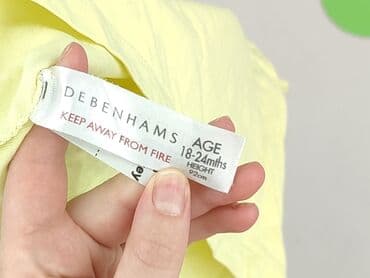 DEBENHAMS
KEEP AWAY FROM FIRE
AGE
18-24mths
HEIGHT
92cm